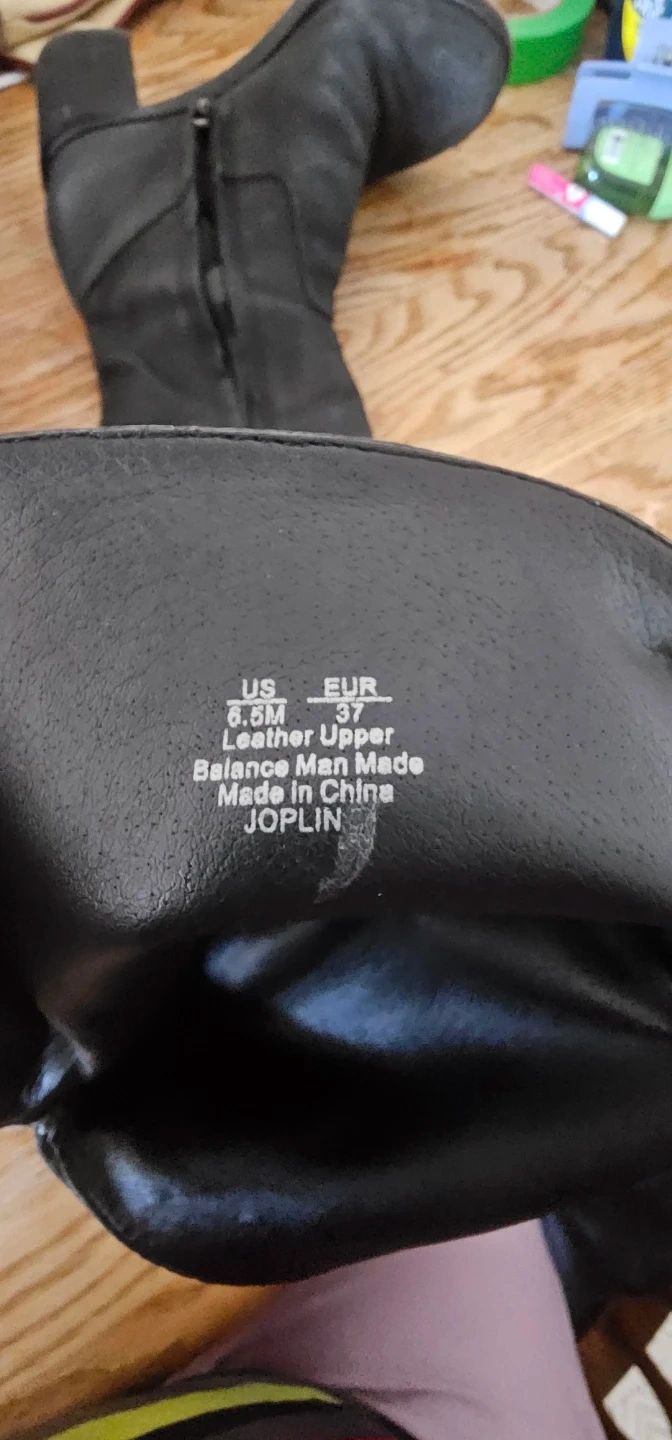 US EUR
6.5M 37
Leather Upper
Balance Man Made
Made in China
JOPLIN